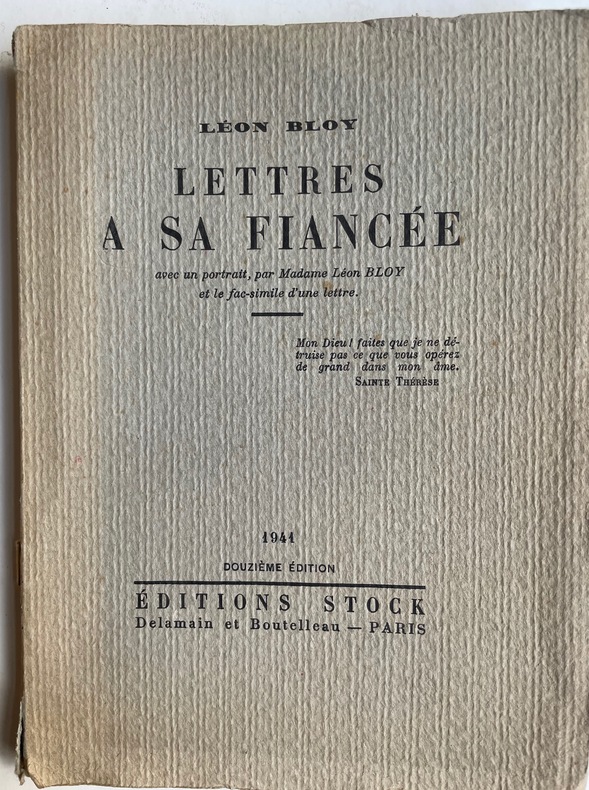 LÉON BLOY
LETTRES
A SA FIANCÉE
avec un portrait, par Madame Léon BLOY
et le fac-simile d'une lettre.
Mon Dieu! faites que je ne dé-
truise pas ce que vous opérez
de grand dans mon âme.
SAINTE THÉRÈSE
1941
DOUZIÈME ÉDITION
ÉDITIONS STOCK
Delamain et Boutelleau — PARIS